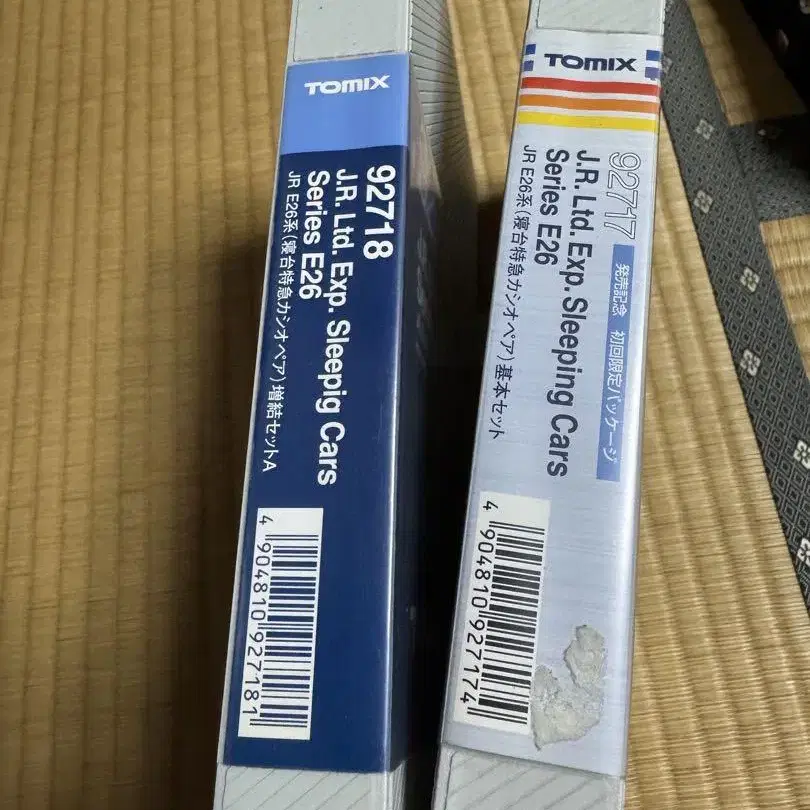 TOMIX
92718
J.R. Ltd. Exp. Sleepig Cars
Series E26
JR E26系(寝台特急カシオペア)増結セットA
4 904810 927181
TOMIX
92717
発売記念 初回限定パッケージ
J.R. Ltd. Exp. Sleeping Cars
Series E26
JR E26系(寝台特急カシオペア)基本セット
4 904810 927174